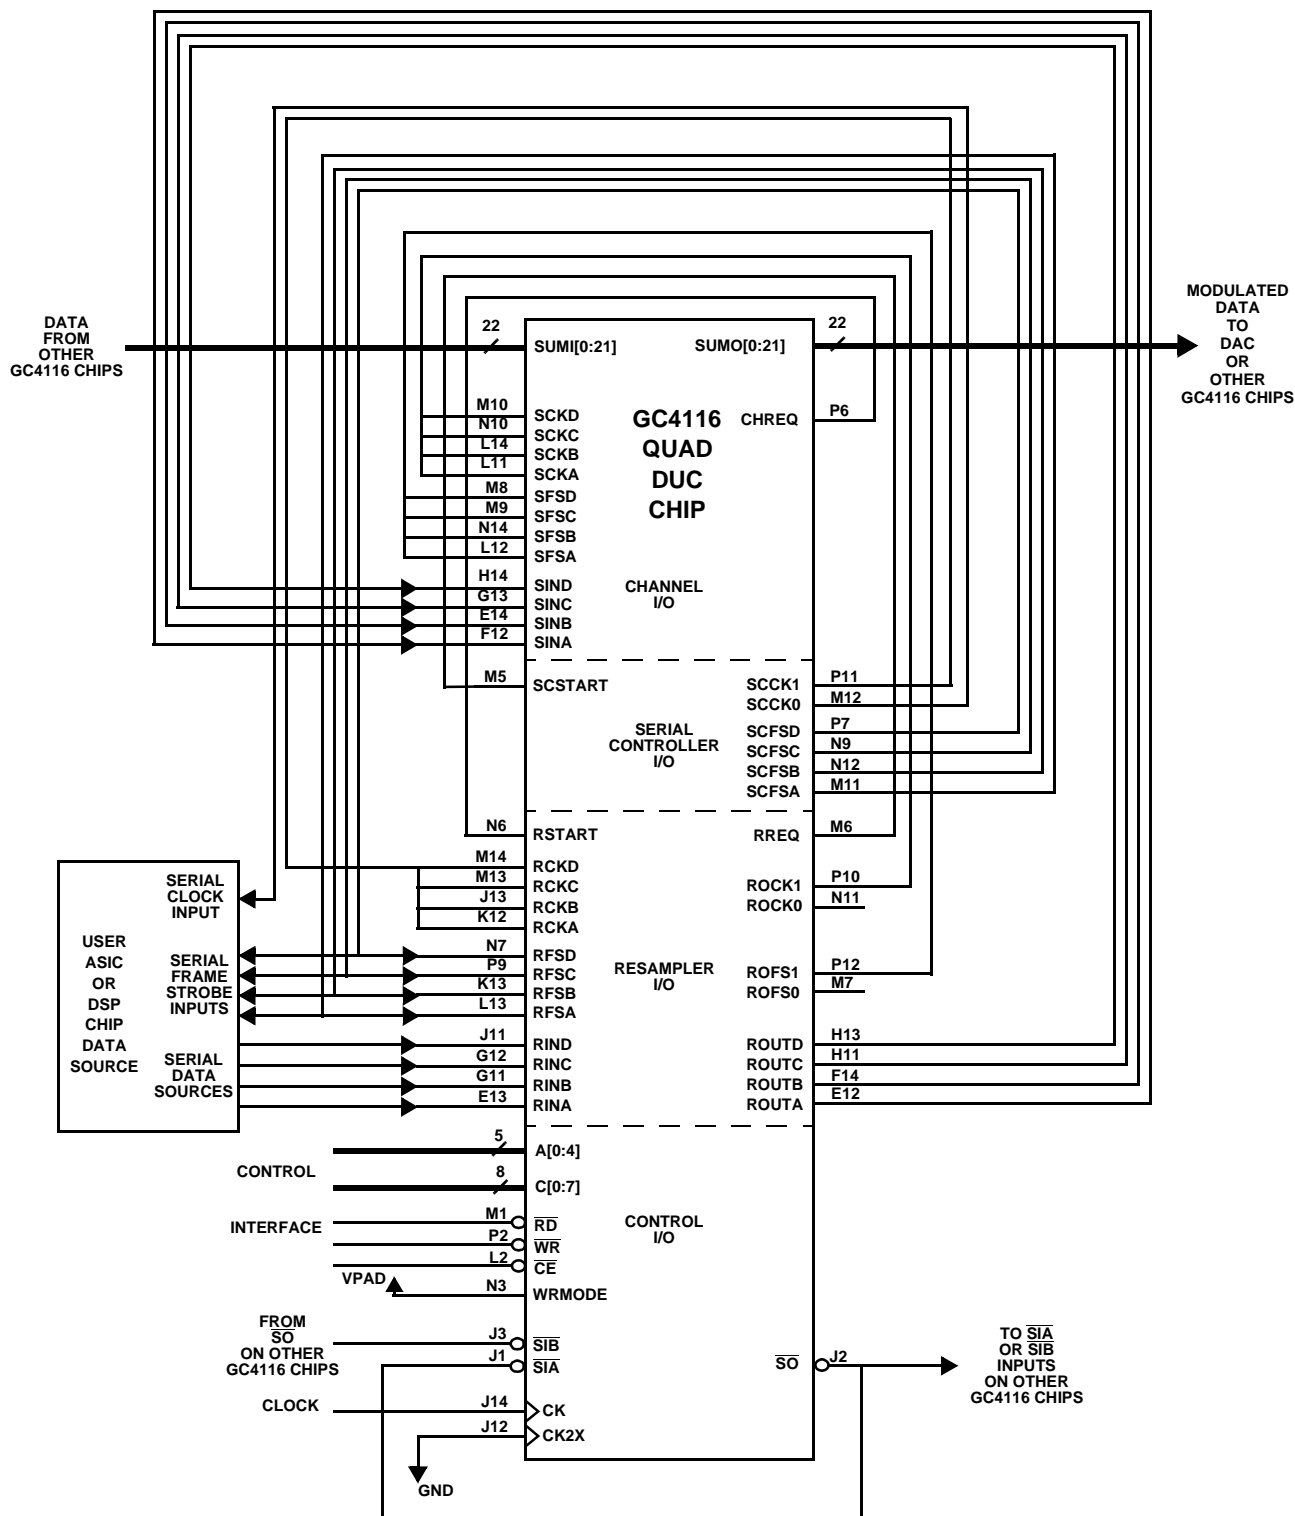 DATA
FROM
OTHER
GC4116 CHIPS
22
SUMI[0:21]
SUMO[0:21]
22
MODULATED
DATA
TO
DAC
OR
OTHER
GC4116 CHIPS
GC4116
QUAD
DUC
CHIP
CHREQ
P6
M10
SCKD
N10
SCKC
L14
SCKB
L11
SCKA
M8
SFSD
M9
SFSC
N14
SFSB
L12
SFSA
H14
SIND
G13
SINC
E14
SINB
F12
SINA
CHANNEL
I/O
M5
SCSTART
SERIAL
CONTROLLER
I/O
SCCK1
P11
SCCK0
M12
SCFSD
P7
SCFSC
N9
SCFSB
N12
SCFSA
M11
N6
RSTART
RREQ
M6
M14
RCKD
M13
RCKC
J13
RCKB
K12
RCKA
ROCK1
P10
ROCK0
N11
N7
RFSD
P9
RFSC
K13
RFSB
L13
RFSA
RESAMPLER
I/O
ROFS1
P12
ROFS0
M7
J11
RIND
G12
RINC
G11
RINB
E13
RINA
ROUTD
H13
ROUTC
H11
ROUTB
F14
ROUTA
E12
USER
ASIC
OR
DSP
CHIP
DATA
SOURCE
SERIAL
CLOCK
INPUT
SERIAL
FRAME
STROBE
INPUTS
SERIAL
DATA
SOURCES
CONTROL
INTERFACE
5
A[0:4]
8
C[0:7]
M1
RD
P2
WR
L2
CE
VPAD
N3
WRMODE
CONTROL
I/O
FROM
SO
ON OTHER
GC4116 CHIPS
J3
SIB
J1
SIA
SO
J2
TO SIA
OR SIB
INPUTS
ON OTHER
GC4116 CHIPS
CLOCK
J14
CK
J12
CK2X
GND